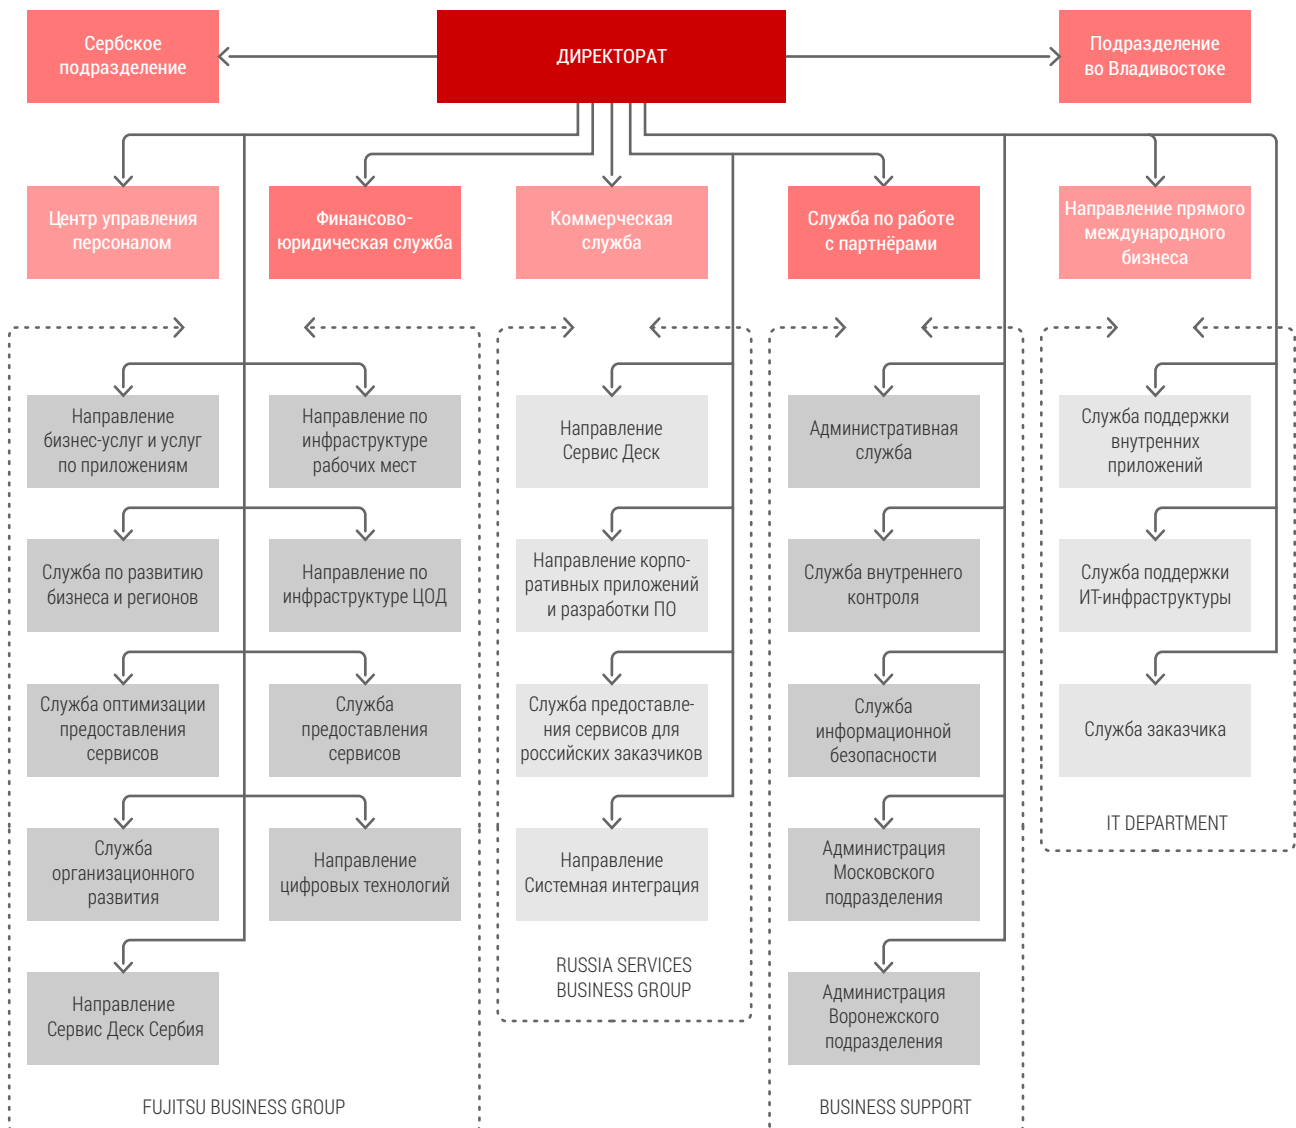 Сербское
подразделение
ДИРЕКТОРАТ
Подразделение
во Владивостоке
Центр управления
персоналом
Финансово-
юридическая служба
Коммерческая
служба
Служба по работе
с партнёрами
Направление прямого
международного
бизнеса
Направление
бизнес-услуг и услуг
по приложениям
Направление по
инфраструктуре
рабочих мест
Направление
Сервис Деск
Административная
служба
Служба поддержки
внутренних
приложений
Служба по развитию
бизнеса и регионов
Направление по
инфраструктуре ЦОД
Направление корпо-
ративных приложений
и разработки ПО
Служба внутреннего
контроля
Служба поддержки
ИТ-инфраструктуры
Служба оптимизации
предоставления
сервисов
Служба
предоставления
сервисов
Служба предоставле-
ния сервисов для
российских заказчиков
Служба
информационной
безопасности
Служба заказчика
IT DEPARTMENT
Служба
организационного
развития
Направление
цифровых технологий
Направление
Системная интеграция
Администрация
Московского
подразделения
RUSSIA SERVICES
BUSINESS GROUP
Направление
Сервис Деск Сербия
Администрация
Воронежского
подразделения
FUJITSU BUSINESS GROUP
BUSINESS SUPPORT